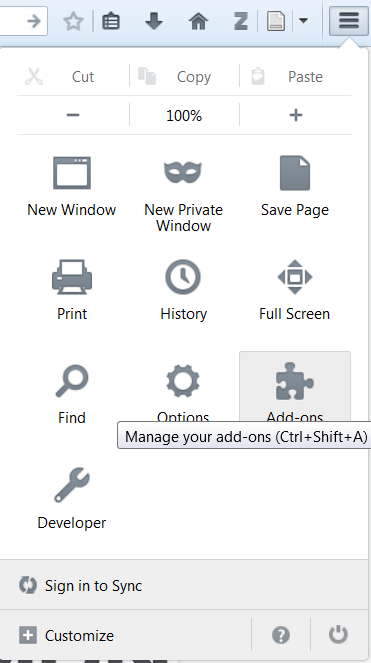 Cut Copy Paste
100%
New Window New Private Window Save Page
Print History Full Screen
Find Options Add-ons
Manage your add-ons (Ctrl+Shift+A)
Developer
Sign in to Sync
Customize